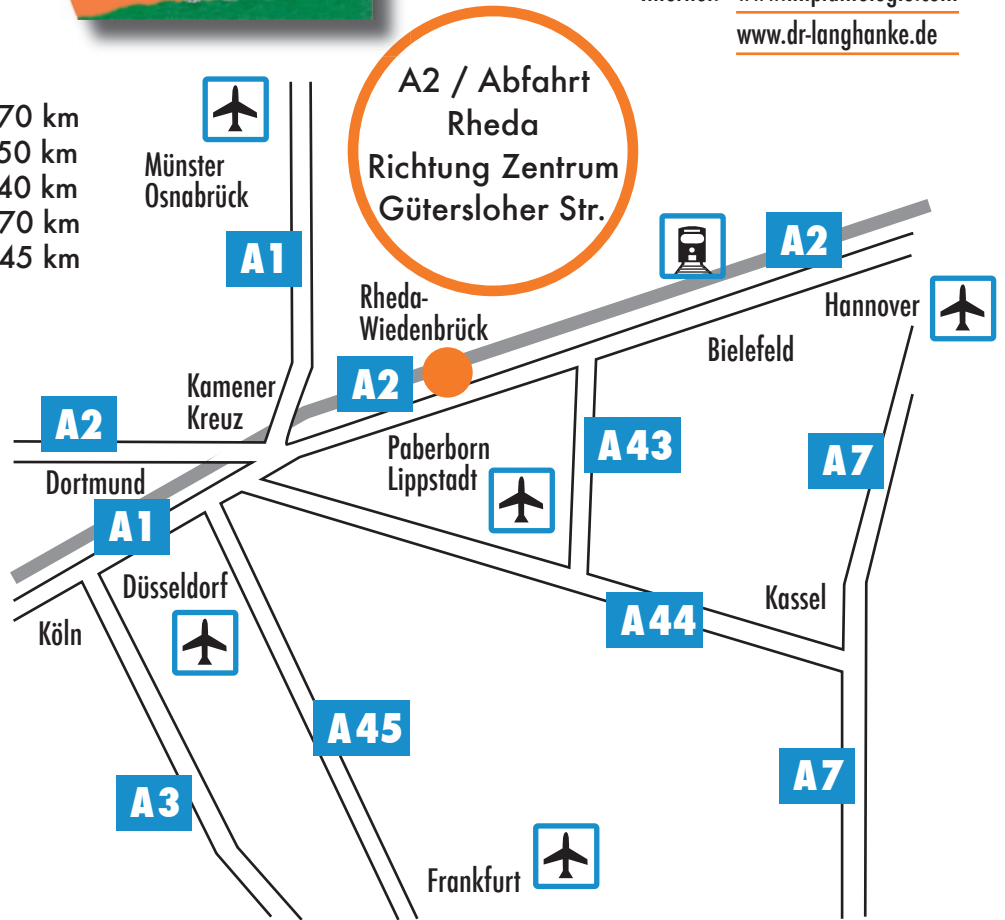 www.dr-langhanke.de
A2 / Abfahrt
Rheda
Richtung Zentrum
Gütersloher Str.
70 km
50 km
40 km
70 km
45 km
Münster
Osnabrück
A1
A2
Hannover
Rheda-
Wiedenbrück
Bielefeld
A2
Kamener
Kreuz
A2
Paberborn
Lippstadt
A43
A7
Dortmund
A1
Düsseldorf
Kassel
Köln
A44
A45
A7
A3
Frankfurt